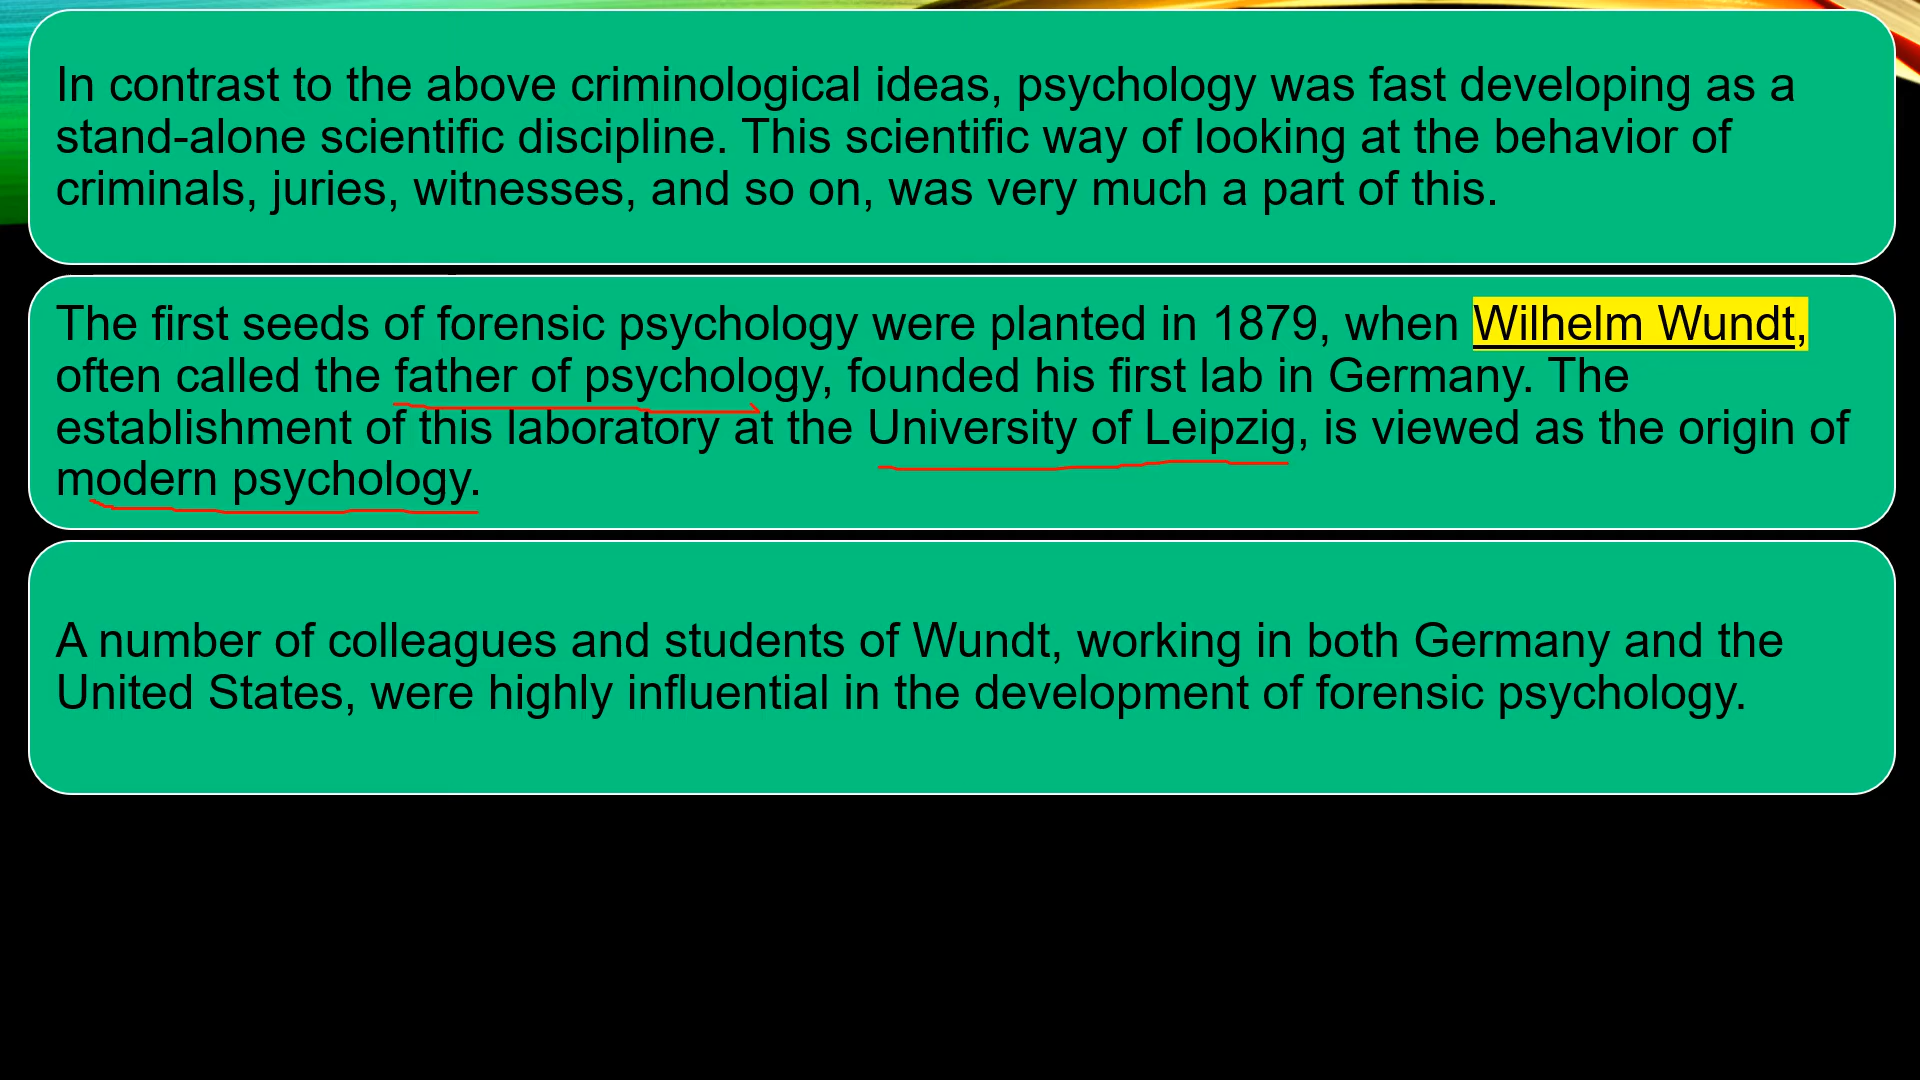 In contrast to the above criminological ideas, psychology was fast developing as a
stand-alone scientific discipline. This scientific way of looking at the behavior of
criminals, juries, witnesses, and so on, was very much a part of this.
The first seeds of forensic psychology were planted in 1879, when Wilhelm Wundt,
often called the father of psychology, founded his first lab in Germany. The
establishment of this laboratory at the University of Leipzig, is viewed as the origin of
modern psychology.
A number of colleagues and students of Wundt, working in both Germany and the
United States, were highly influential in the development of forensic psychology.